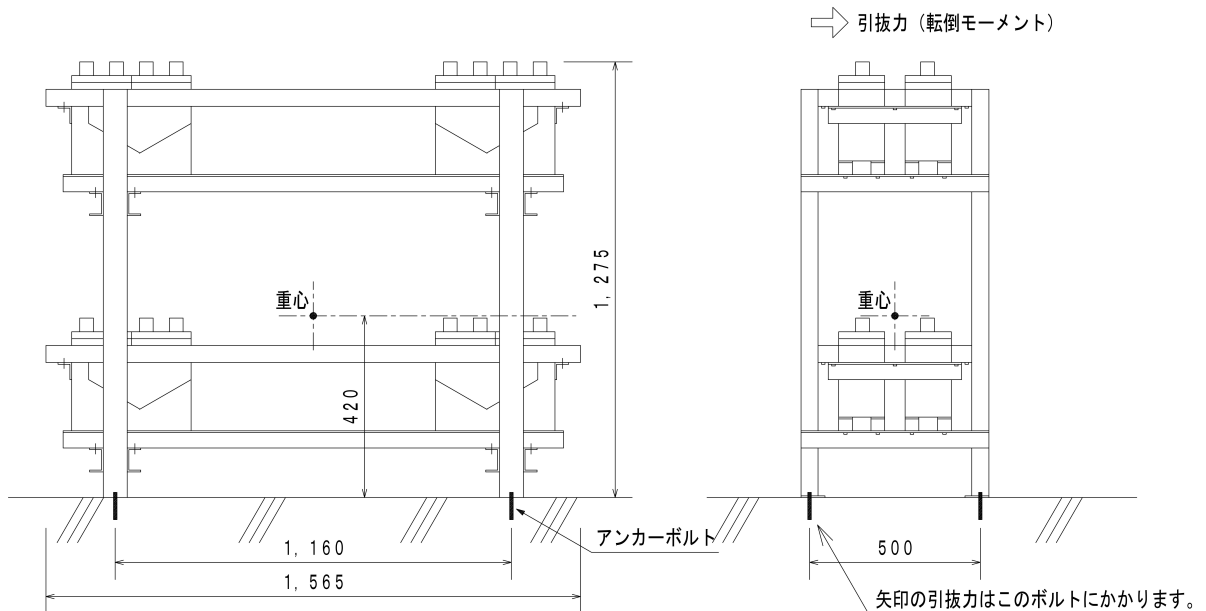 引抜力（転倒モーメント）
重心
重心
1,275
420
アンカーボルト
1,160
500
1,565
矢印の引抜力はこのボルトにかかります。